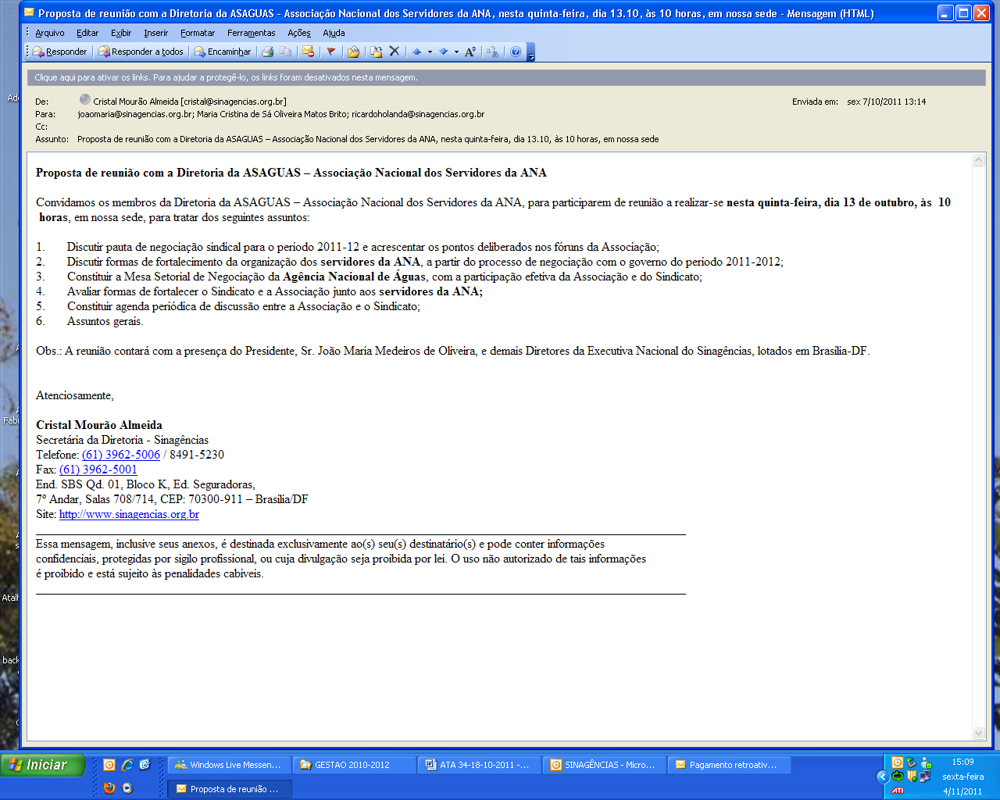 Proposta de reunião com a Diretoria da ASAGUAS - Associação Nacional dos Servidores da ANA, nesta quinta-feira, dia 13.10, às 10 horas, em nossa sede - Mensagem (HTML)
Arquivo Editar Exibir Inserir Formatar Ferramentas Ações Ajuda
Responder Responder a todos Encaminhar
Clique aqui para ativar os links. Para ajudar a protegê-lo, os links foram desativados nesta mensagem.
De: Cristal Mourão Almeida [cristal@sinagencias.org.br] Enviada em: sex 7/10/2011 13:14
Para: joaomaria@sinagencias.org.br; Maria Cristina de Sá Oliveira Matos Brito; ricardoholanda@sinagencias.org.br
Cc:
Assunto: Proposta de reunião com a Diretoria da ASAGUAS – Associação Nacional dos Servidores da ANA, nesta quinta-feira, dia 13.10, às 10 horas, em nossa sede
Proposta de reunião com a Diretoria da ASAGUAS – Associação Nacional dos Servidores da ANA
Convidamos os membros da Diretoria da ASAGUAS – Associação Nacional dos Servidores da ANA, para participarem de reunião a realizar-se nesta quinta-feira, dia 13 de outubro, às 10
horas, em nossa sede, para tratar dos seguintes assuntos:
1. Discutir pauta de negociação sindical para o período 2011-12 e acrescentar os pontos deliberados nos fóruns da Associação;
2. Discutir formas de fortalecimento da organização dos servidores da ANA, a partir do processo de negociação com o governo do período 2011-2012;
3. Constituir a Mesa Setorial de Negociação da Agência Nacional de Águas, com a participação efetiva da Associação e do Sindicato;
4. Avaliar formas de fortalecer o Sindicato e a Associação junto aos servidores da ANA;
5. Constituir agenda periódica de discussão entre a Associação e o Sindicato;
6. Assuntos gerais.
Obs.: A reunião contará com a presença do Presidente, Sr. João Maria Medeiros de Oliveira, e demais Diretores da Executiva Nacional do Sinagências, lotados em Brasília-DF.
Atenciosamente,
Cristal Mourão Almeida
Secretária da Diretoria - Sinagências
Telefone: (61) 3962-5006 / 8491-5230
Fax: (61) 3962-5001
End. SBS Qd. 01, Bloco K, Ed. Seguradoras,
7º Andar, Salas 708/714, CEP: 70300-911 – Brasília/DF
Site: http://www.sinagencias.org.br
Essa mensagem, inclusive seus anexos, é destinada exclusivamente ao(s) seu(s) destinatário(s) e pode conter informações
confidenciais, protegidas por sigilo profissional, ou cuja divulgação seja proibida por lei. O uso não autorizado de tais informações
é proibido e está sujeito às penalidades cabíveis.
Iniciar Windows Live Messen... GESTAO 2010-2012 ATA 34-18-10-2011 -... SINAGÊNCIAS - Micro... Pagamento retroativ... 15:09
Proposta de reunião ... sexta-feira
ATI 4/11/2011